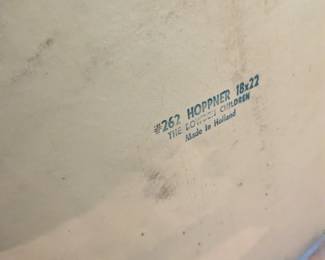 #262 HOPPNER 18x22
THE CHILDREN
Made in Holland